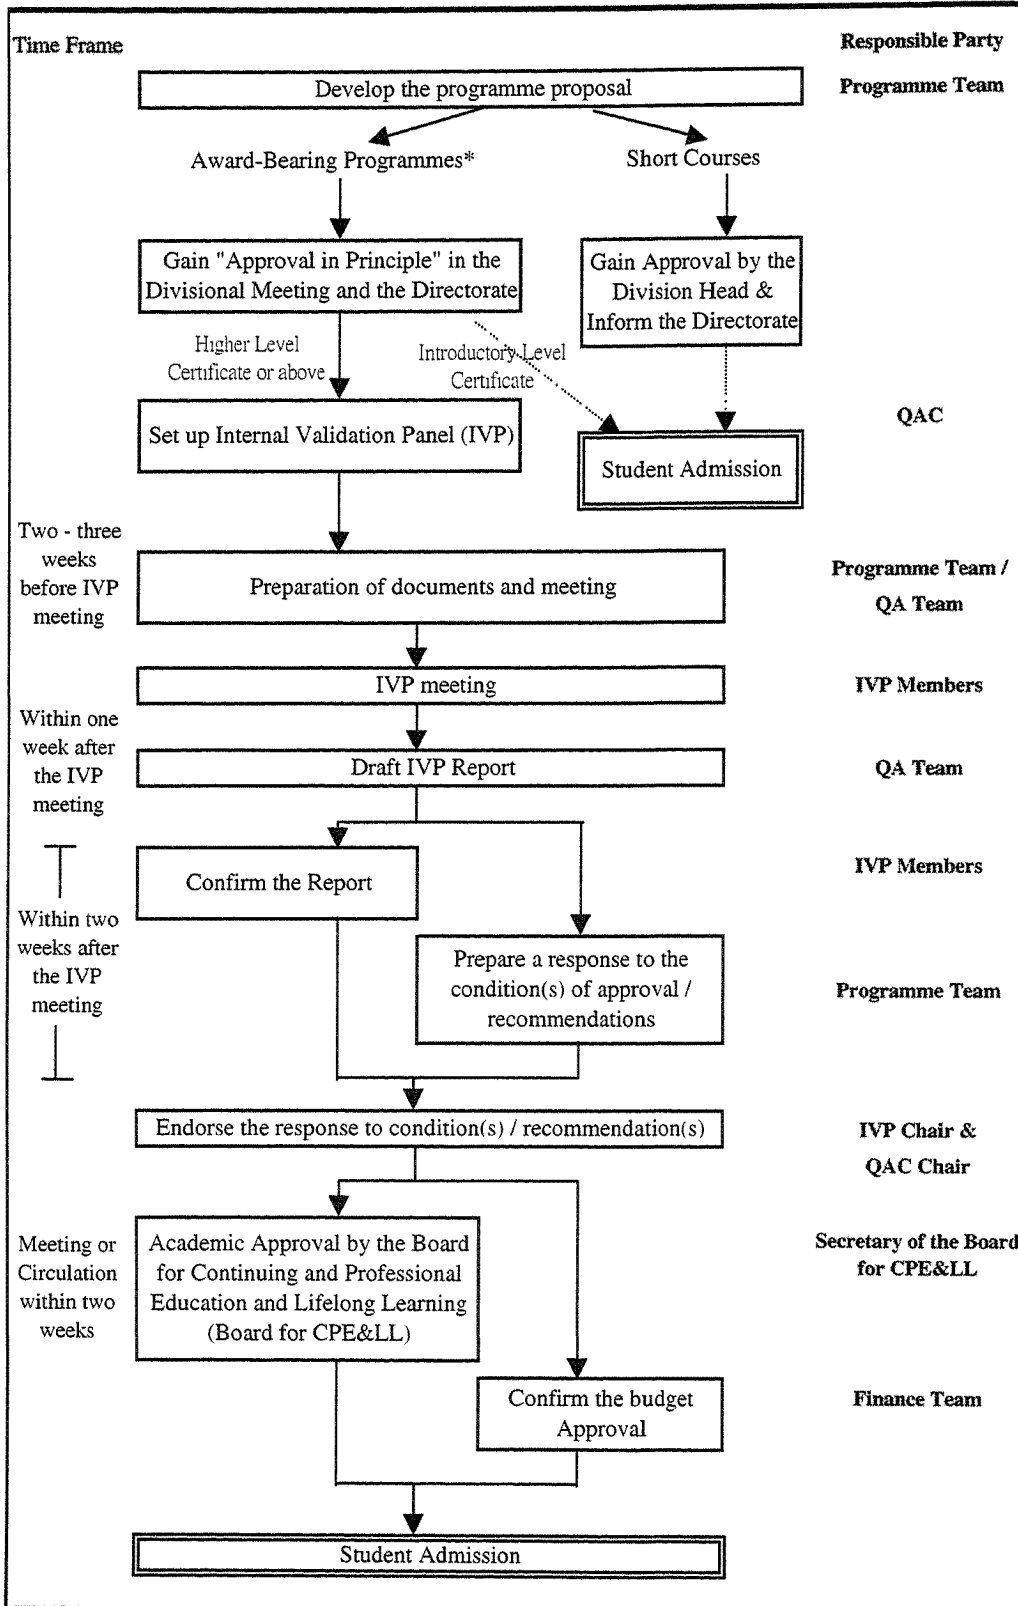 Time Frame
Responsible Party
Develop the programme proposal
Programme Team
Award-Bearing Programmes*
Short Courses
Gain "Approval in Principle" in the
Divisional Meeting and the Directorate
Gain Approval by the
Division Head &
Inform the Directorate
Higher Level
Certificate or above
Introductory Level
Certificate
Set up Internal Validation Panel (IVP)
QAC
Student Admission
Two - three
weeks
before IVP
meeting
Preparation of documents and meeting
Programme Team /
QA Team
IVP meeting
IVP Members
Within one
week after
the IVP
meeting
Draft IVP Report
QA Team
Confirm the Report
IVP Members
Within two
weeks after
the IVP
meeting
Prepare a response to the
condition(s) of approval /
recommendations
Programme Team
Endorse the response to condition(s) / recommendation(s)
IVP Chair &
QAC Chair
Meeting or
Circulation
within two
weeks
Academic Approval by the Board
for Continuing and Professional
Education and Lifelong Learning
(Board for CPE&LL)
Secretary of the Board
for CPE&LL
Confirm the budget
Approval
Finance Team
Student Admission